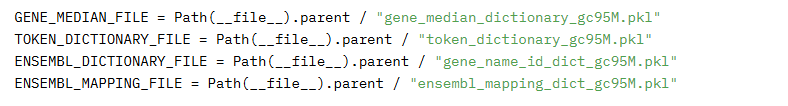 GENE_MEDIAN_FILE = Path(__file__).parent / "gene_median_dictionary_gc95M.pkl"
TOKEN_DICTIONARY_FILE = Path(__file__).parent / "token_dictionary_gc95M.pkl"
ENSEMBL_DICTIONARY_FILE = Path(__file__).parent / "gene_name_id_dict_gc95M.pkl"
ENSEMBL_MAPPING_FILE = Path(__file__).parent / "ensembl_mapping_dict_gc95M.pkl"